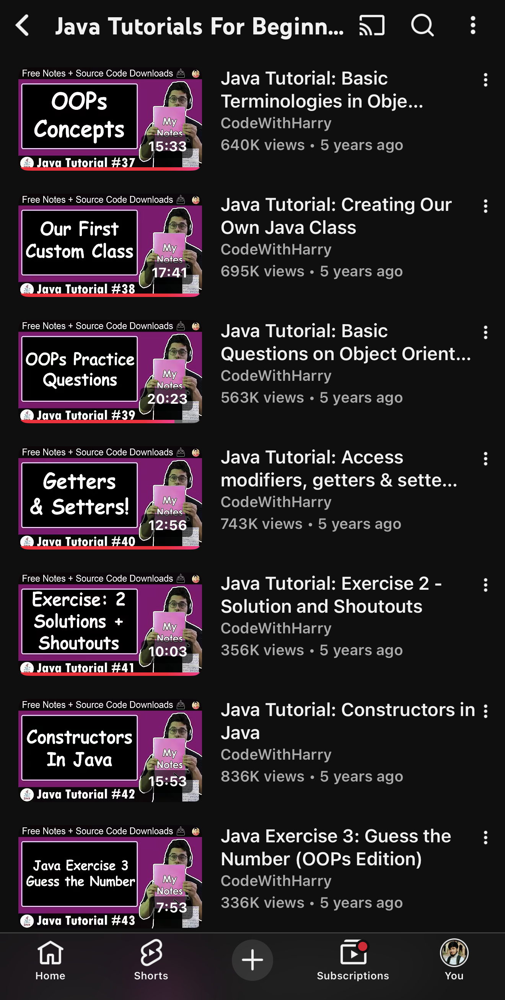 Java Tutorials For Beginn...
Free Notes + Source Code Downloads
OOPs
Concepts
My
Notes
15:33
Java Tutorial #37
Java Tutorial: Basic
Terminologies in Obje...
CodeWithHarry
640K views • 5 years ago
Free Notes + Source Code Downloads
Our First
Custom Class
My
Notes
17:41
Java Tutorial #38
Java Tutorial: Creating Our
Own Java Class
CodeWithHarry
695K views • 5 years ago
Free Notes + Source Code Downloads
OOPs Practice
Questions
My
Notes
20:23
Java Tutorial #39
Java Tutorial: Basic
Questions on Object Orient...
CodeWithHarry
563K views • 5 years ago
Free Notes + Source Code Downloads
Getters
& Setters!
My
Notes
12:56
Java Tutorial #40
Java Tutorial: Access
modifiers, getters & sette...
CodeWithHarry
743K views • 5 years ago
Free Notes + Source Code Downloads
Exercise: 2
Solutions +
Shoutouts
My
Notes
10:03
Java Tutorial #41
Java Tutorial: Exercise 2 -
Solution and Shoutouts
CodeWithHarry
356K views • 5 years ago
Free Notes + Source Code Downloads
Constructors
In Java
My
Notes
15:53
Java Tutorial #42
Java Tutorial: Constructors in
Java
CodeWithHarry
836K views • 5 years ago
Free Notes + Source Code Downloads
Java Exercise 3
Guess the Number
My
Notes
7:53
Java Tutorial #43
Java Exercise 3: Guess the
Number (OOPs Edition)
CodeWithHarry
336K views • 5 years ago
Home
Shorts
Subscriptions
You